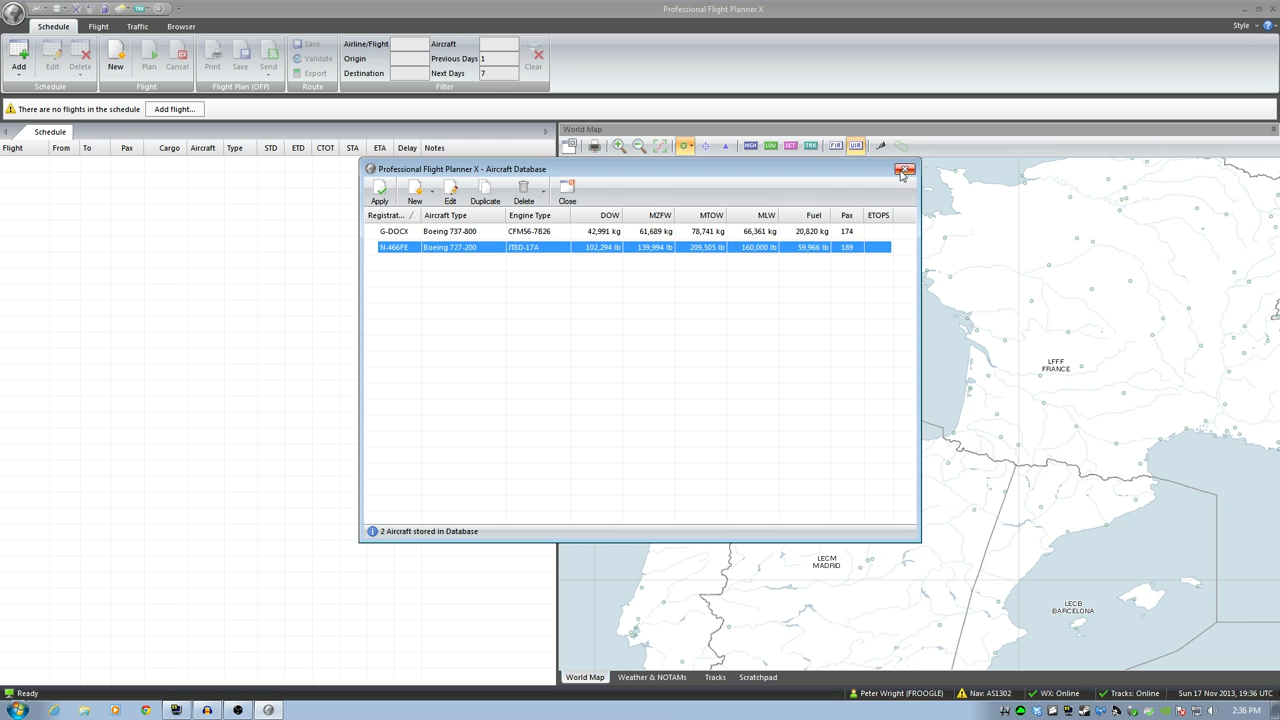 Professional Flight Planner X
Schedule Flight Traffic Browser Style
Add Edit Delete New Plan Cancel Print Save Send Save Validate Export Airline/Flight Aircraft Clear
Origin Previous Days 1
Destination Next Days 7
Schedule Flight Flight Plan (OFP) Route Filter
There are no flights in the schedule Add flight...
Schedule World Map
Flight From To Pax Cargo Aircraft Type STD ETD CTOT STA ETA Delay Notes
HIGH LOW DCT TRK FIR UIR
Professional Flight Planner X - Aircraft Database
Apply New Edit Duplicate Delete Close
Registrat... Aircraft Type Engine Type DOW MZFW MTOW MLW Fuel Pax ETOPS
G-DOCX Boeing 737-800 CFM56-7B26 42,991 kg 61,689 kg 78,741 kg 66,361 kg 20,820 kg 174
N-466FE Boeing 727-200 JT8D-17A 102,294 lb 139,994 lb 209,505 lb 160,000 lb 59,966 lb 189
LFFF
FRANCE
2 Aircraft stored in Database
LECM
MADRID
LECB
BARCELONA
World Map Weather & NOTAMs Tracks Scratchpad
Ready Peter Wright (FROOGLE) Nav: AS1302 WX: Online Tracks: Online Sun 17 Nov 2013, 19:36 UTC
2:36 PM